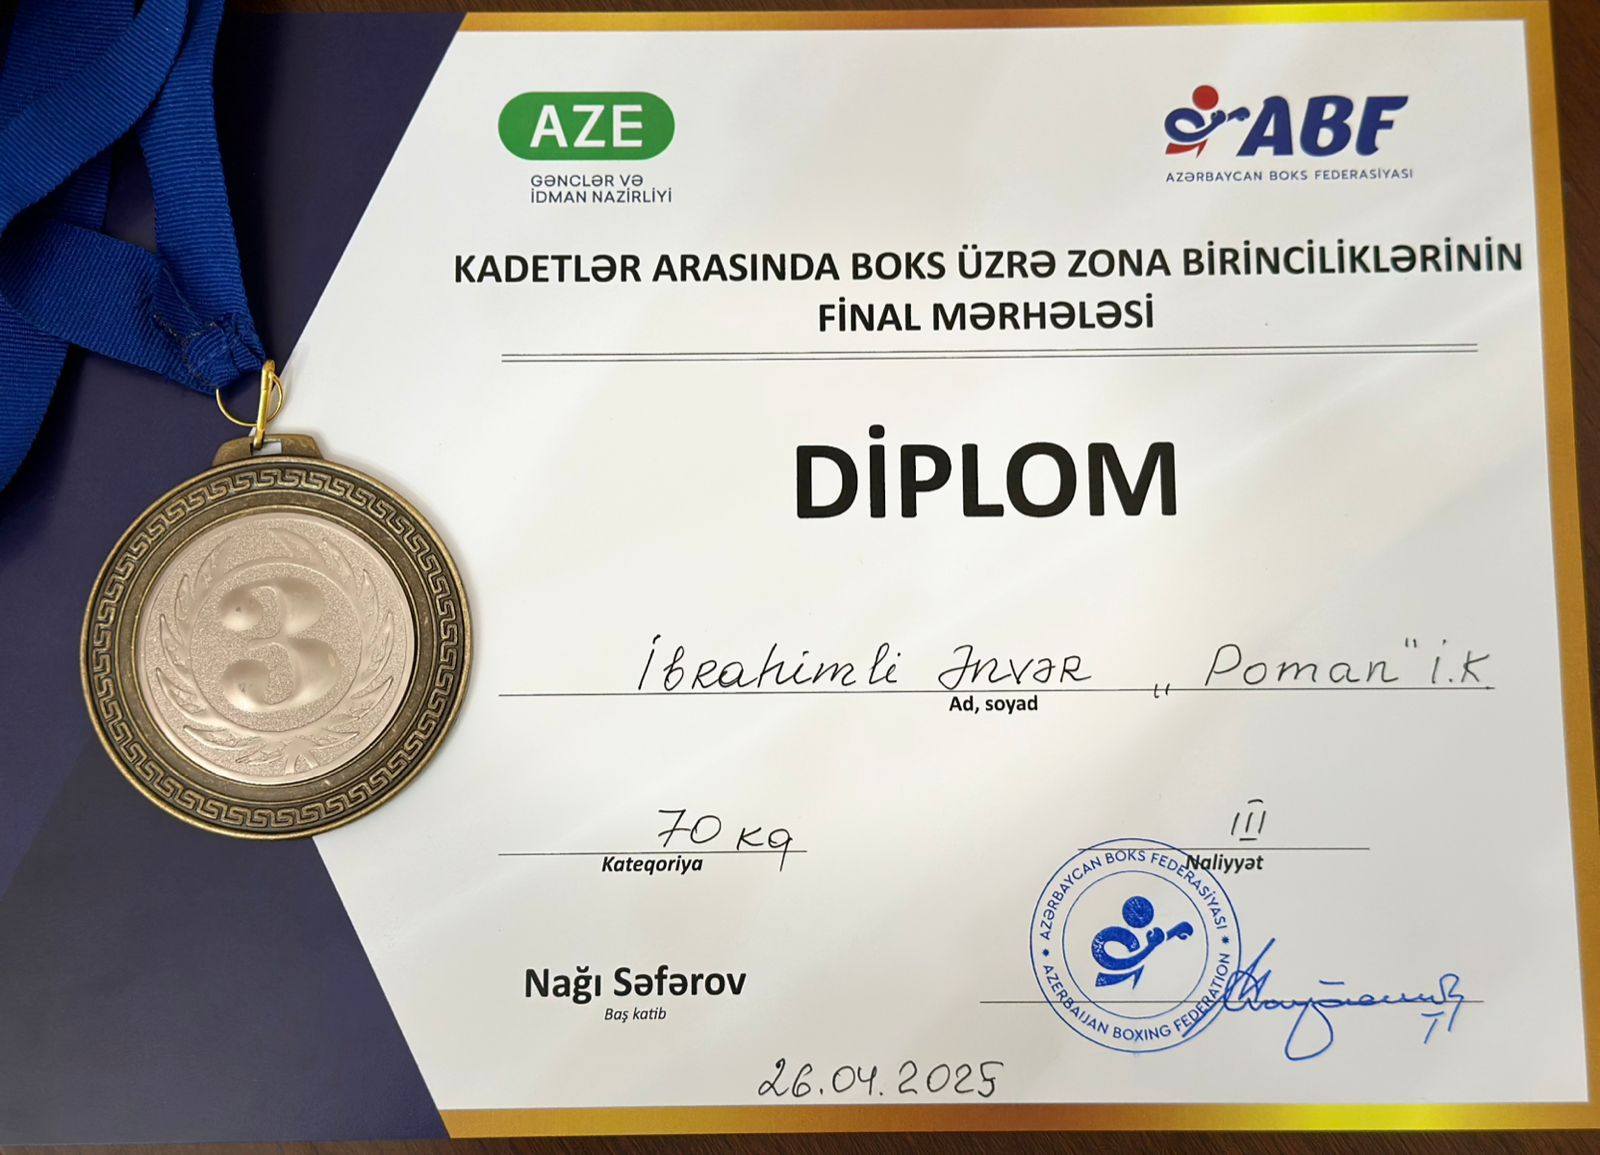 AZE
GƏNCLƏR VƏ
İDMAN NAZİRLİYİ
ABF
AZƏRBAYCAN BOKS FEDERASİYASI
KADETLƏR ARASINDA BOKS ÜZRƏ ZONA BİRİNCİLİKLƏRİNİN
FİNAL MƏRHƏLƏSİ
DİPLOM
3
İbrahimli Ənvər „Poman" İ.K
Ad, soyad
70 kq
Kateqoriya
III
Naliyyət
AZƏRBAYCAN BOKS FEDERASİYASI
AZERBAIJAN BOXING FEDERATION
Nağı Səfərov
Baş katib
26.04.2025